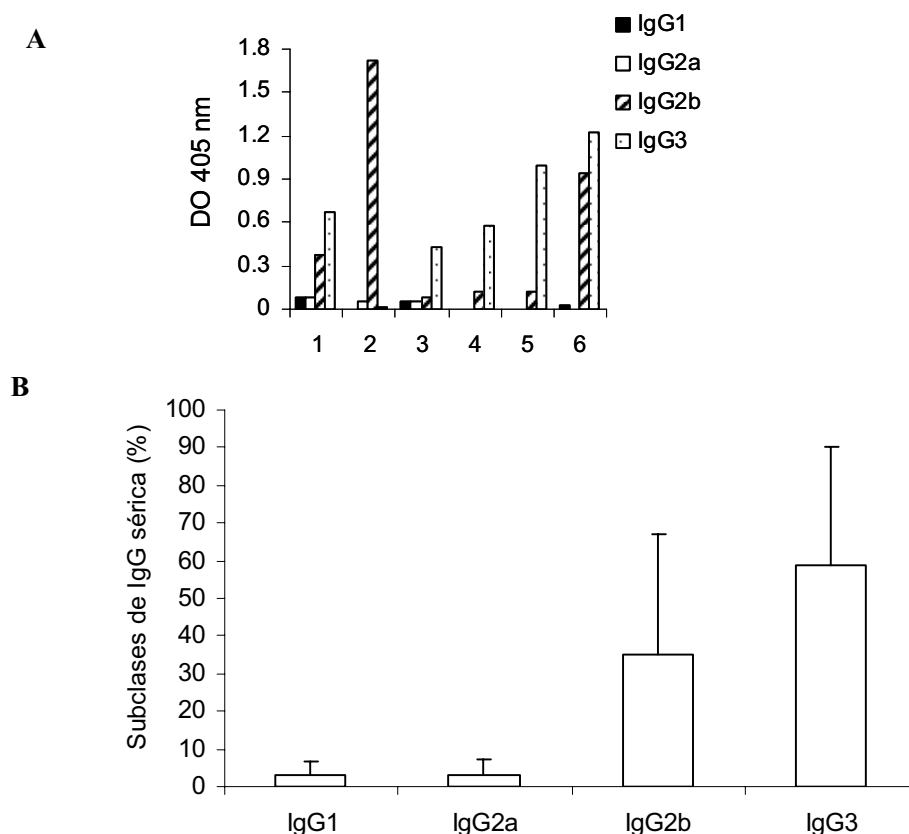 A
IgG1
IgG2a
IgG2b
IgG3
DO 405 nm
1.8
1.5
1.2
0.9
0.6
0.3
0
1 2 3 4 5 6
B
Subclases de IgG sérica (%)
100
90
80
70
60
50
40
30
20
10
0
IgG1 IgG2a IgG2b IgG3